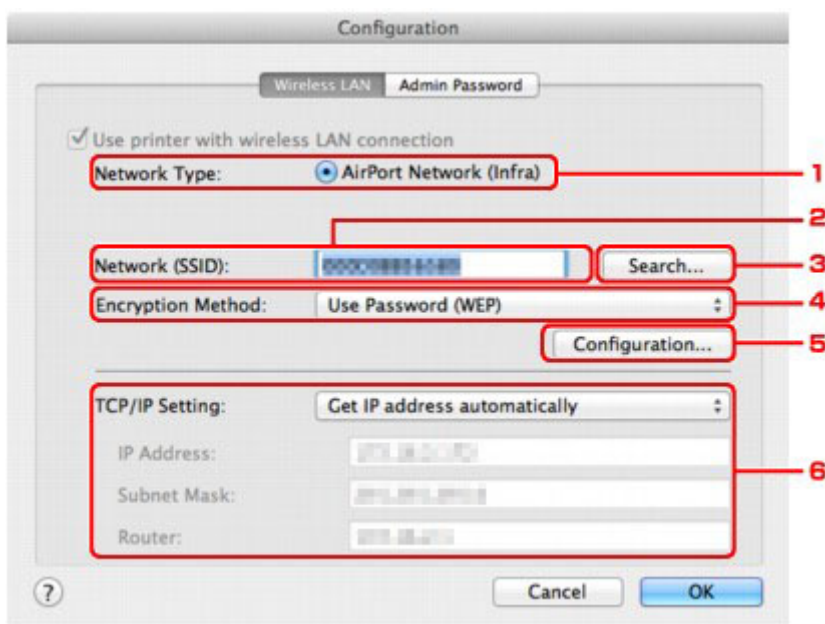 Configuration
Wireless LAN Admin Password
Use printer with wireless LAN connection
Network Type: AirPort Network (Infra) 1
2
Network (SSID): Search... 3
Encryption Method: Use Password (WEP) 4
Configuration... 5
TCP/IP Setting: Get IP address automatically
IP Address:
6
Subnet Mask:
Router:
? Cancel OK